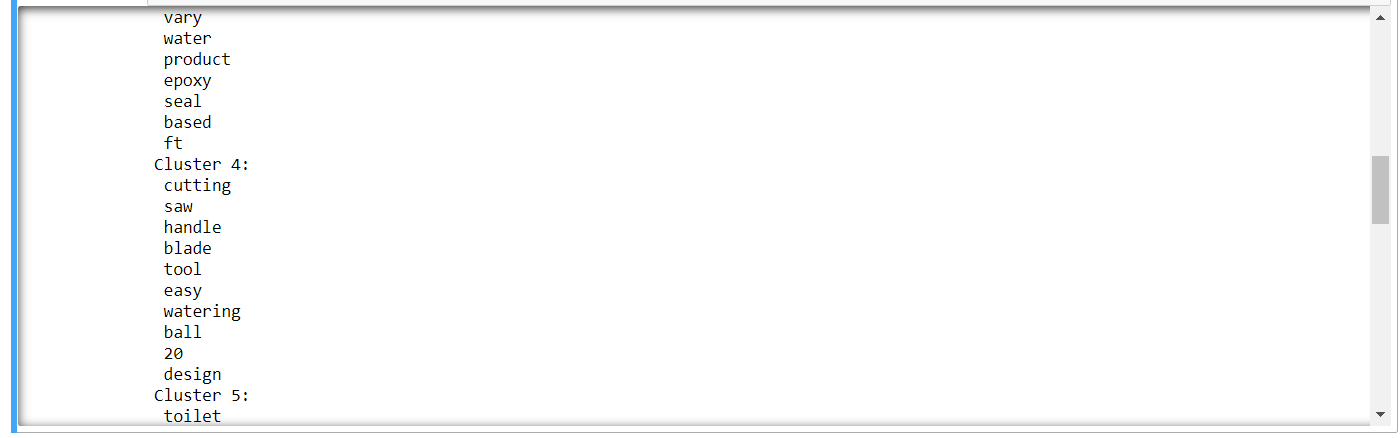 vary
water
product
epoxy
seal
based
ft
Cluster 4:
cutting
saw
handle
blade
tool
easy
watering
ball
20
design
Cluster 5:
toilet